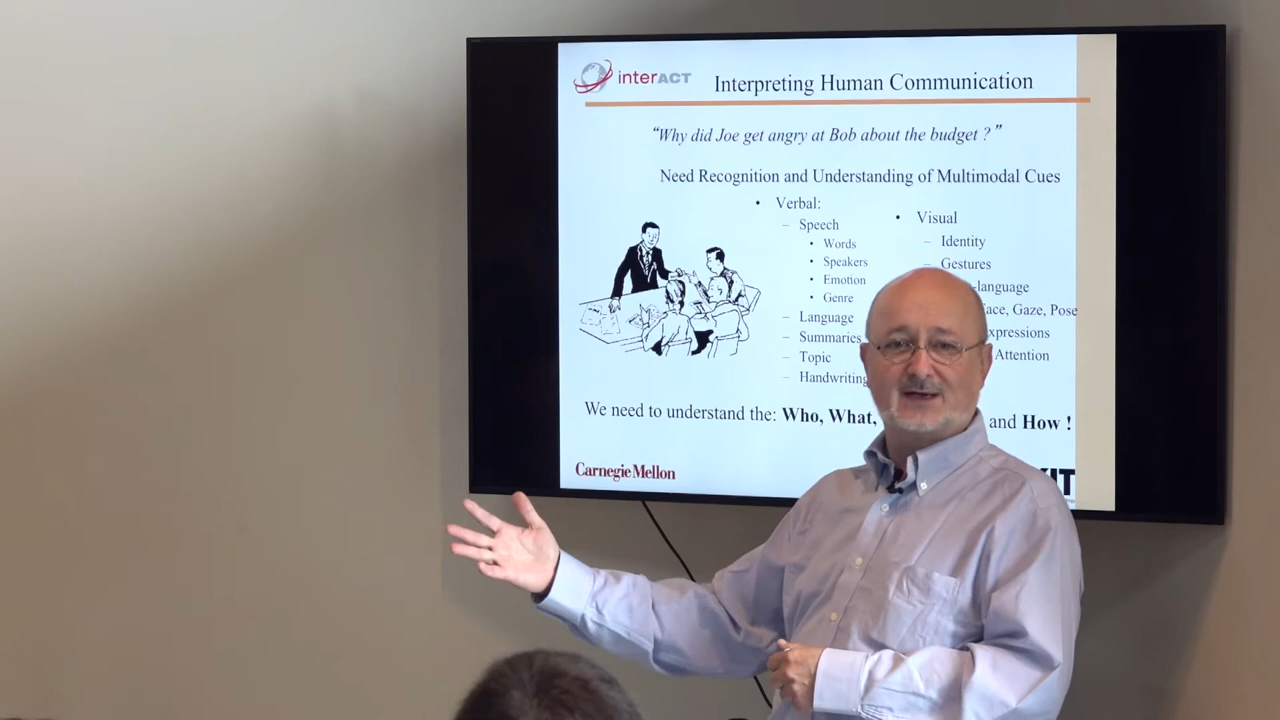 interACT
Interpreting Human Communication
“Why did Joe get angry at Bob about the budget ?”
Need Recognition and Understanding of Multimodal Cues
• Verbal:
– Speech
• Words
• Speakers
• Emotion
• Genre
– Language
– Summaries
– Topic
– Handwriting
• Visual
– Identity
– Gestures
-language
Face, Gaze, Pose
Expressions
Attention
We need to understand the: Who, What, and How !
Carnegie Mellon
KIT